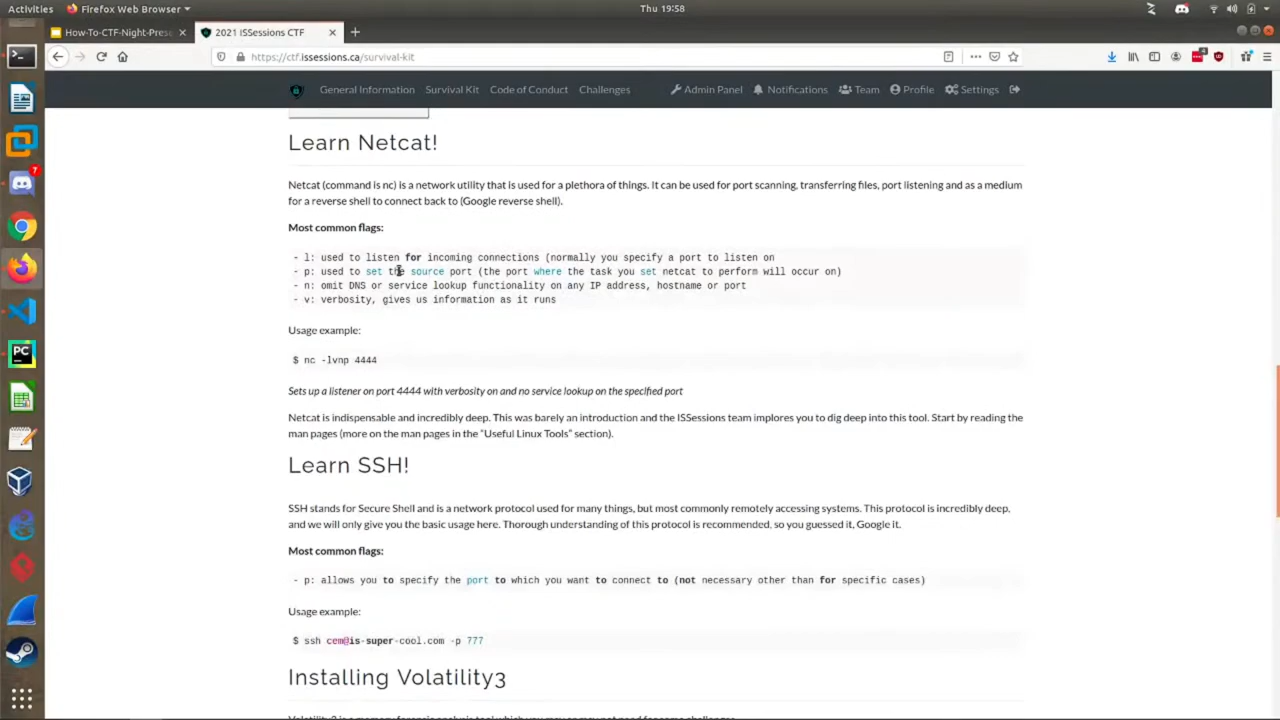 Activities
Firefox Web Browser
Thu 19:58
How-To-CTF-Night-Pres
2021 ISSessions CTF
https://ctf.issessions.ca/survival-kit
General Information
Survival Kit
Code of Conduct
Challenges
Admin Panel
Notifications
Team
Profile
Settings
Learn Netcat!
Netcat (command is nc) is a network utility that is used for a plethora of things. It can be used for port scanning, transferring files, port listening and as a medium
for a reverse shell to connect back to (Google reverse shell).
Most common flags:
- l: used to listen for incoming connections (normally you specify a port to listen on
- p: used to set the source port (the port where the task you set netcat to perform will occur on)
- n: omit DNS or service lookup functionality on any IP address, hostname or port
- v: verbosity, gives us information as it runs
Usage example:
$ nc -lvnp 4444
Sets up a listener on port 4444 with verbosity on and no service lookup on the specified port
Netcat is indispensable and incredibly deep. This was barely an introduction and the ISSessions team implores you to dig deep into this tool. Start by reading the
man pages (more on the man pages in the “Useful Linux Tools” section).
Learn SSH!
SSH stands for Secure Shell and is a network protocol used for many things, but most commonly remotely accessing systems. This protocol is incredibly deep,
and we will only give you the basic usage here. Thorough understanding of this protocol is recommended, so you guessed it, Google it.
Most common flags:
- p: allows you to specify the port to which you want to connect to (not necessary other than for specific cases)
Usage example:
$ ssh cem@is-super-cool.com -p 777
Installing Volatility3